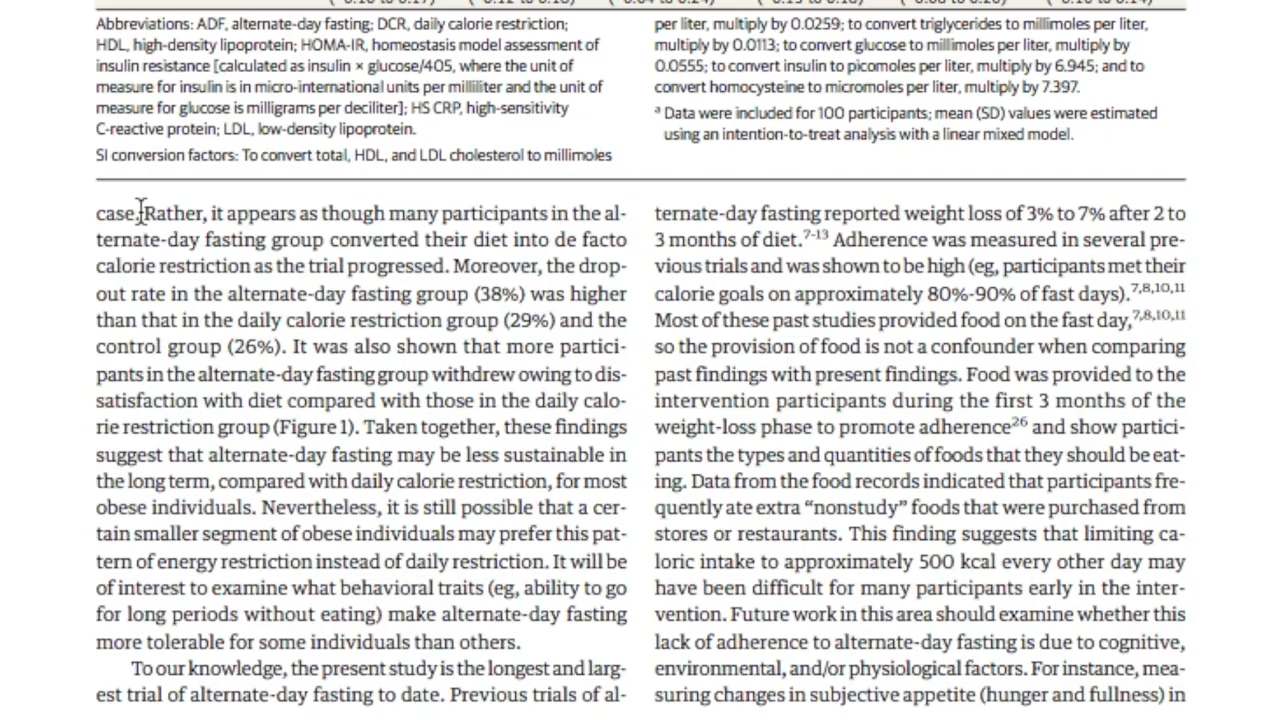 Abbreviations: ADF, alternate-day fasting; DCR, daily calorie restriction;
HDL, high-density lipoprotein; HOMA-IR, homeostasis model assessment of
insulin resistance [calculated as insulin × glucose/405, where the unit of
measure for insulin is in micro-international units per milliliter and the unit of
measure for glucose is milligrams per deciliter]; HS CRP, high-sensitivity
C-reactive protein; LDL, low-density lipoprotein.
SI conversion factors: To convert total, HDL, and LDL cholesterol to millimoles
per liter, multiply by 0.0259; to convert triglycerides to millimoles per liter,
multiply by 0.0113; to convert glucose to millimoles per liter, multiply by
0.0555; to convert insulin to picomoles per liter, multiply by 6.945; and to
convert homocysteine to micromoles per liter, multiply by 7.397.
a Data were included for 100 participants; mean (SD) values were estimated
using an intention-to-treat analysis with a linear mixed model.
case. Rather, it appears as though many participants in the al-
ternate-day fasting group converted their diet into de facto
calorie restriction as the trial progressed. Moreover, the drop-
out rate in the alternate-day fasting group (38%) was higher
than that in the daily calorie restriction group (29%) and the
control group (26%). It was also shown that more partici-
pants in the alternate-day fasting group withdrew owing to dis-
satisfaction with diet compared with those in the daily calo-
rie restriction group (Figure 1). Taken together, these findings
suggest that alternate-day fasting may be less sustainable in
the long term, compared with daily calorie restriction, for most
obese individuals. Nevertheless, it is still possible that a cer-
tain smaller segment of obese individuals may prefer this pat-
tern of energy restriction instead of daily restriction. It will be
of interest to examine what behavioral traits (eg, ability to go
for long periods without eating) make alternate-day fasting
more tolerable for some individuals than others.
To our knowledge, the present study is the longest and larg-
est trial of alternate-day fasting to date. Previous trials of al-
ternate-day fasting reported weight loss of 3% to 7% after 2 to
3 months of diet.7-13 Adherence was measured in several pre-
vious trials and was shown to be high (eg, participants met their
calorie goals on approximately 80%-90% of fast days).7,8,10,11
Most of these past studies provided food on the fast day,7,8,10,11
so the provision of food is not a confounder when comparing
past findings with present findings. Food was provided to the
intervention participants during the first 3 months of the
weight-loss phase to promote adherence26 and show partici-
pants the types and quantities of foods that they should be eat-
ing. Data from the food records indicated that participants fre-
quently ate extra “nonstudy” foods that were purchased from
stores or restaurants. This finding suggests that limiting ca-
loric intake to approximately 500 kcal every other day may
have been difficult for many participants early in the inter-
vention. Future work in this area should examine whether this
lack of adherence to alternate-day fasting is due to cognitive,
environmental, and/or physiological factors. For instance, mea-
suring changes in subjective appetite (hunger and fullness) in